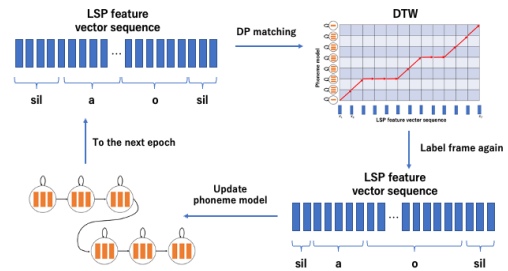 LSP feature
vector sequence
...
sil
a
o
sil
DP matching
DTW
Phoneme model
LSP feature vector sequence
Label frame again
LSP feature
vector sequence
...
sil
a
o
sil
Update
phoneme model
To the next epoch